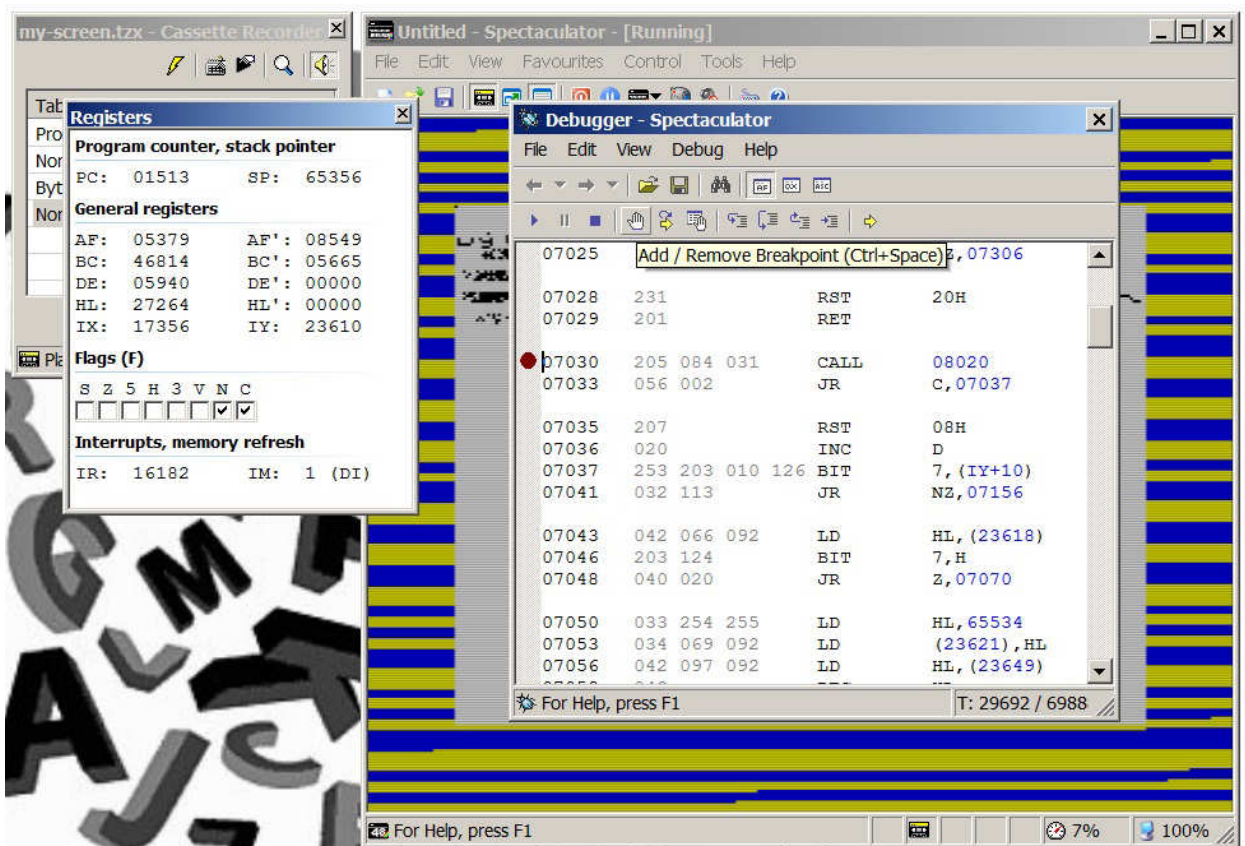 my-screen.tzx - Cassette Recorder
Tab
Pro
Nor
Byt
Nor
Registers
Program counter, stack pointer
PC: 01513 SP: 65356
General registers
AF: 05379 AF': 08549
BC: 46814 BC': 05665
DE: 05940 DE': 00000
HL: 27264 HL': 00000
IX: 17356 IY: 23610
Flags (F)
S Z 5 H 3 V N C
Interrupts, memory refresh
IR: 16182 IM: 1 (DI)
Untitled - Spectaculator - [Running]
File Edit View Favourites Control Tools Help
Debugger - Spectaculator
File Edit View Debug Help
07025 Z,07306
Add / Remove Breakpoint (Ctrl+Space)
07028 231 RST 20H
07029 201 RET
07030 205 084 031 CALL 08020
07033 056 002 JR C,07037
07035 207 RST 08H
07036 020 INC D
07037 253 203 010 126 BIT 7,(IY+10)
07041 032 113 JR NZ,07156
07043 042 066 092 LD HL,(23618)
07046 203 124 BIT 7,H
07048 040 020 JR Z,07070
07050 033 254 255 LD HL,65534
07053 034 069 092 LD (23621),HL
07056 042 097 092 LD HL,(23649)
For Help, press F1
T: 29692 / 6988
For Help, press F1
7%
100%